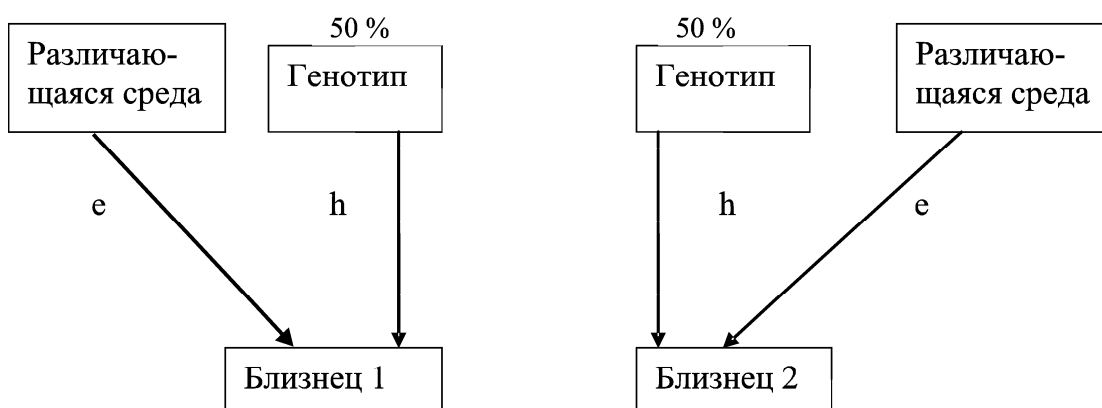 50 %
50 %
Различаю-
щаяся среда
Генотип
Генотип
Различаю-
щаяся среда
e
h
h
e
Близнец 1
Близнец 2